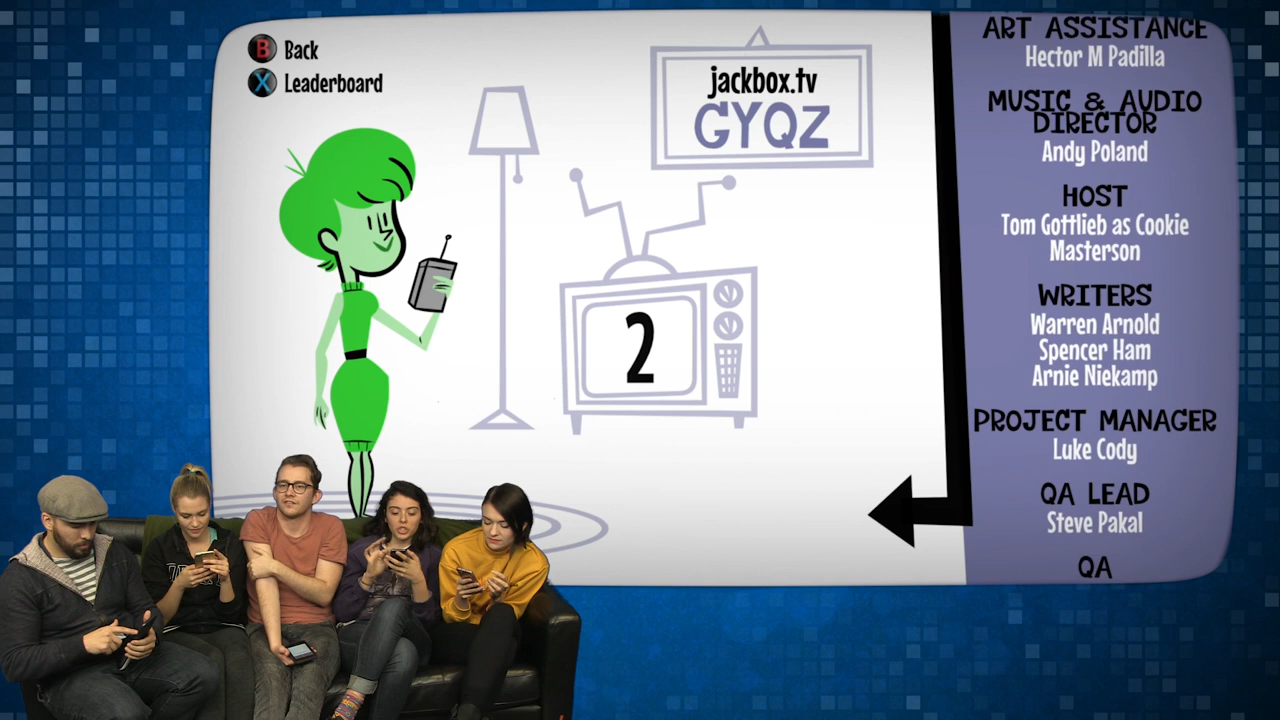 B Back
X Leaderboard
jackbox.tv
GYQZ
2
ART ASSISTANCE
Hector M Padilla
MUSIC & AUDIO
DIRECTOR
Andy Poland
HOST
Tom Gottlieb as Cookie
Masterson
WRITERS
Warren Arnold
Spencer Ham
Arnie Niekamp
PROJECT MANAGER
Luke Cody
QA LEAD
Steve Pakal
QA